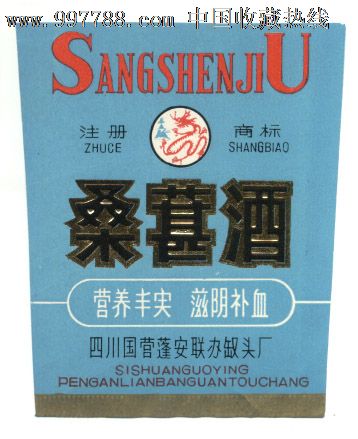 www.997788.com 中国收藏热线
SANGSHENJIU
注册 商标
ZHUCE SHANGBIAO
桑葚酒
营养丰实 滋阴补血
四川国营蓬安联办缸头厂
SISHUANGUOYING
PENGANLIANBANGUANTOUCHANG